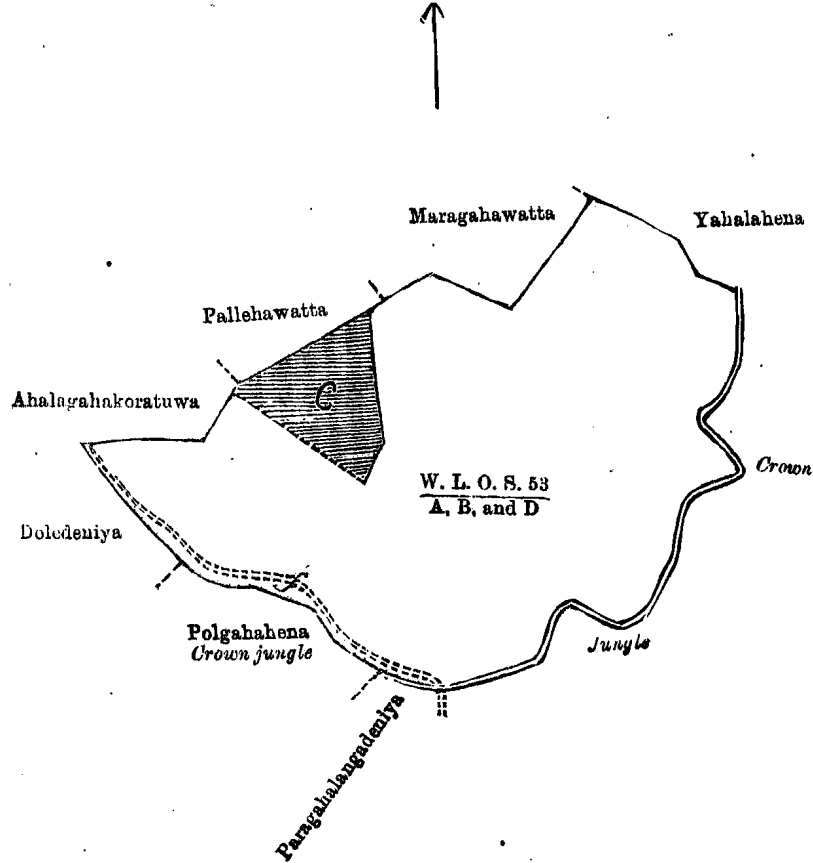 Maragahawatta
Yahalahena
Pallehawatta
C
Ahalagahakoratuwa
W. L. O. S. 53
A, B, and D
Crown
Doledeniya
Polgahahena
Crown jungle
Jungle
Paragahalangadeniya